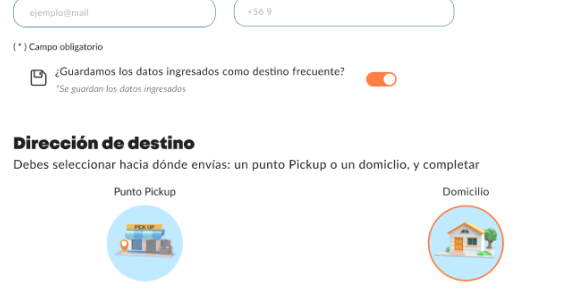 ejemplo@mail
+56 9
( * ) Campo obligatorio
¿Guardamos los datos ingresados como destino frecuente?
*Se guardan los datos ingresados
Dirección de destino
Debes seleccionar hacia dónde envías: un punto Pickup o un domiclio, y completar
Punto Pickup
Domicilio
PICK UP